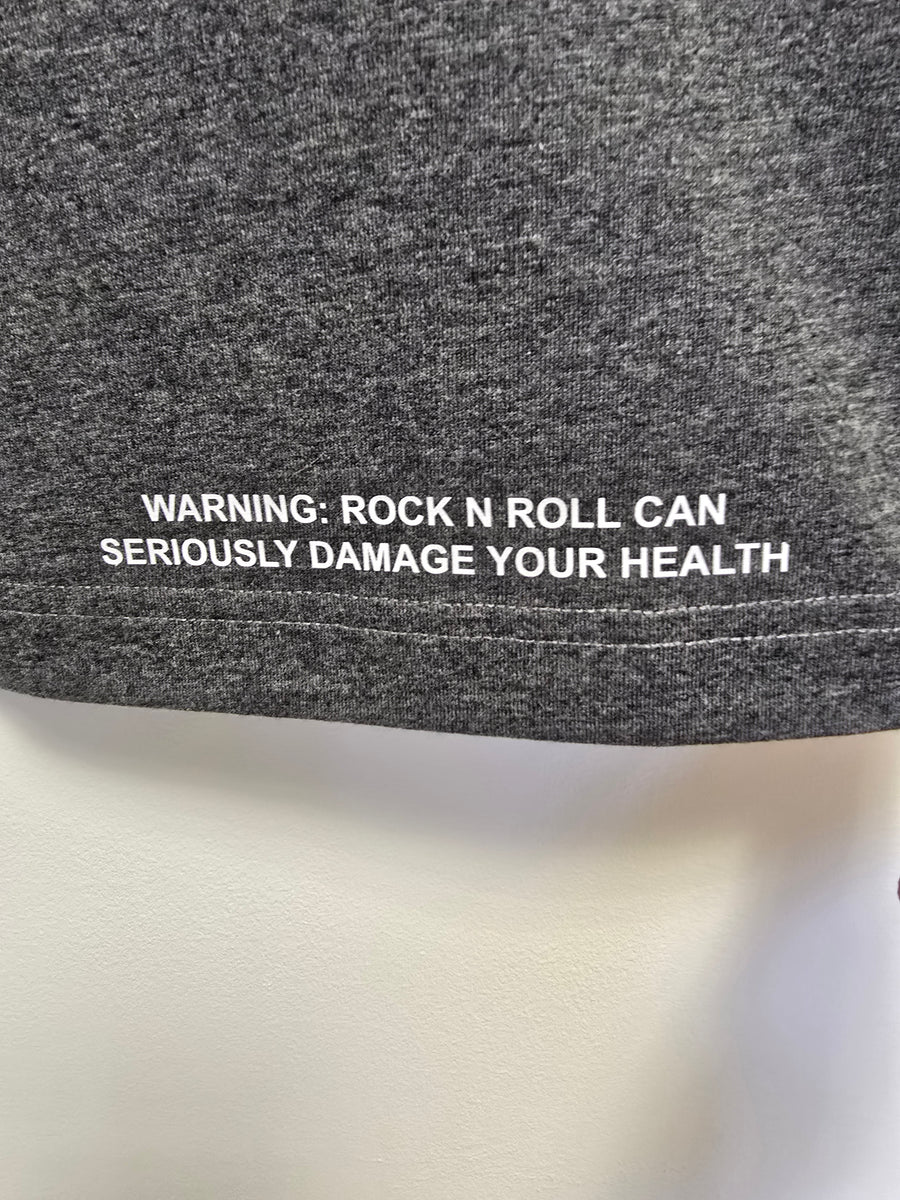 WARNING: ROCK N ROLL CAN
SERIOUSLY DAMAGE YOUR HEALTH